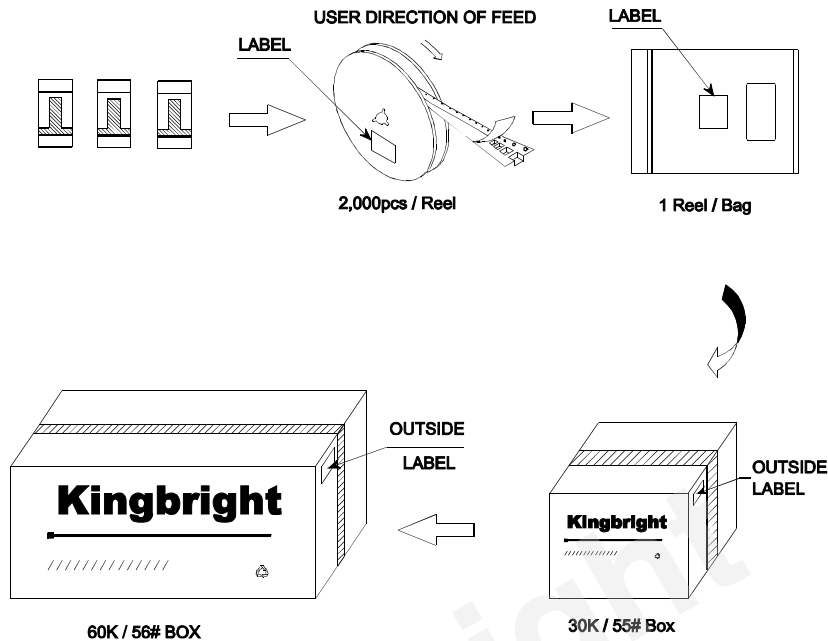 USER DIRECTION OF FEED
LABEL
LABEL
2,000pcs / Reel
1 Reel / Bag
OUTSIDE
LABEL
Kingbright
60K / 56# BOX
OUTSIDE
LABEL
Kingbright
30K / 55# Box